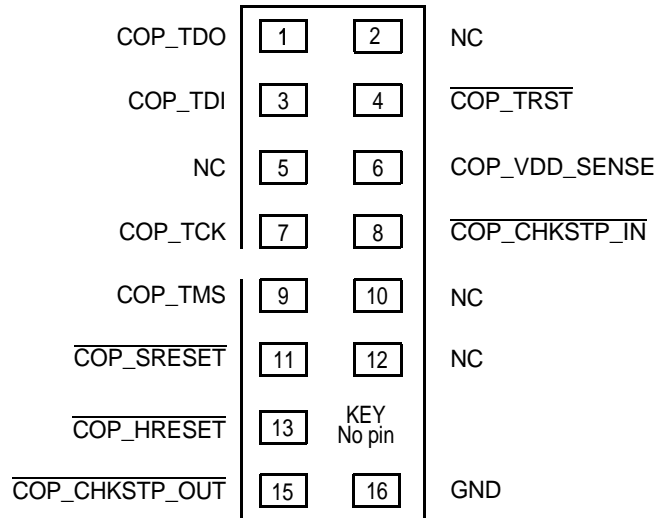 COP_TDO 1 2 NC
COP_TDI 3 4 COP_TRST
NC 5 6 COP_VDD_SENSE
COP_TCK 7 8 COP_CHKSTP_IN
COP_TMS 9 10 NC
COP_SRESET 11 12 NC
COP_HRESET 13 KEY
No pin
COP_CHKSTP_OUT 15 16 GND